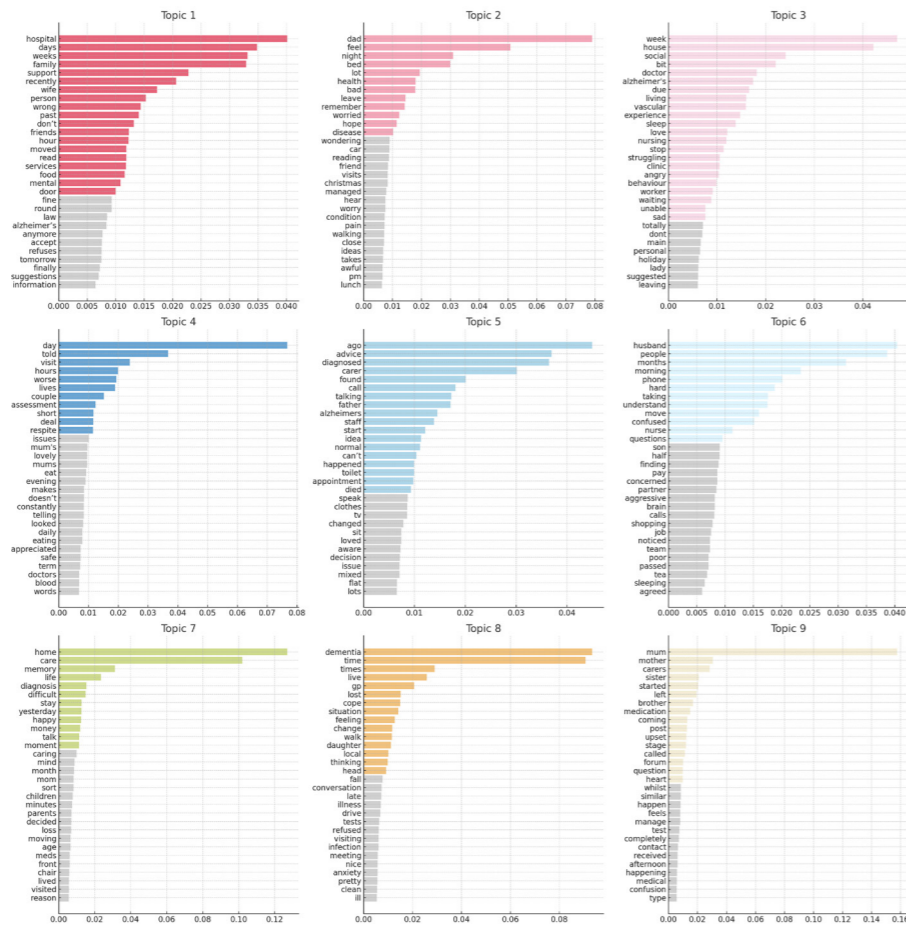 Topic 1
hospital
days
weeks
family
support
recently
wife
person
wrong
past
don't
friends
hour
moved
read
services
food
mental
door
fine
round
law
alzheimer's
anymore
accept
refuses
tomorrow
finally
suggestions
information
0.000 0.005 0.010 0.015 0.020 0.025 0.030 0.035 0.040
Topic 2
dad
feel
night
bed
lot
health
bad
leave
remember
worried
hope
disease
wondering
car
reading
friend
visits
christmas
managed
hear
worry
condition
pain
walking
close
ideas
takes
awful
pm
lunch
0.00 0.01 0.02 0.03 0.04 0.05 0.06 0.07 0.08
Topic 3
week
house
social
bit
doctor
alzheimer's
due
living
vascular
experience
sleep
love
nursing
stop
struggling
clinic
angry
behaviour
worker
waiting
unable
sad
totally
dont
main
personal
holiday
lady
suggested
leaving
0.00 0.01 0.02 0.03 0.04
Topic 4
day
told
visit
hours
worse
lives
couple
assessment
short
deal
respite
issues
mum's
lovely
mums
eat
evening
makes
doesn't
constantly
telling
looked
daily
eating
appreciated
safe
term
doctors
blood
words
0.00 0.01 0.02 0.03 0.04 0.05 0.06 0.07 0.08
Topic 5
ago
advice
diagnosed
carer
found
call
talking
father
alzheimers
staff
start
idea
normal
can't
happened
toilet
appointment
died
speak
clothes
tv
changed
sit
loved
aware
decision
issue
mixed
flat
lots
0.00 0.01 0.02 0.03 0.04
Topic 6
husband
people
months
morning
phone
hard
taking
understand
move
confused
nurse
questions
son
half
finding
pay
concerned
partner
aggressive
brain
calls
shopping
job
noticed
team
poor
passed
tea
sleeping
agreed
0.000 0.005 0.010 0.015 0.020 0.025 0.030 0.035 0.040
Topic 7
home
care
memory
life
diagnosis
difficult
stay
yesterday
happy
money
talk
moment
caring
mind
month
mom
sort
children
minutes
parents
decided
loss
moving
age
meds
front
chair
lived
visited
reason
0.00 0.02 0.04 0.06 0.08 0.10 0.12
Topic 8
dementia
time
times
live
gp
lost
cope
situation
feeling
change
walk
daughter
local
thinking
head
fall
conversation
late
illness
drive
tests
refused
visiting
infection
meeting
nice
anxiety
pretty
clean
ill
0.00 0.02 0.04 0.06 0.08
Topic 9
mum
mother
carers
sister
started
left
brother
medication
coming
post
upset
stage
called
forum
question
heart
whilst
similar
happen
feels
manage
test
completely
contact
received
afternoon
happening
medical
confusion
type
0.00 0.02 0.04 0.06 0.08 0.10 0.12 0.14 0.16